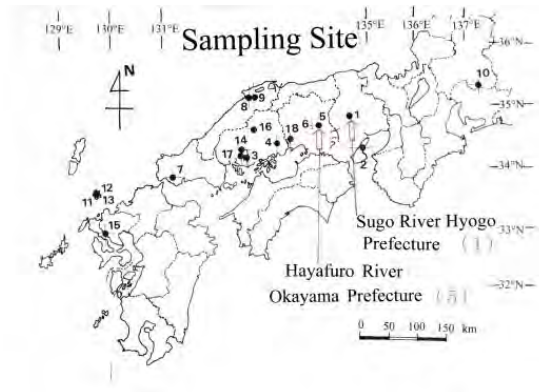 129°E 130°E 131°E 135°E 136°E 137°E
Sampling Site
N
36°N
35°N
34°N
33°N
32°N
10
8 9
16
5
6
1
18
4
14
17 3
2
7
12
11 13
15
Sugo River Hyogo
Prefecture (1)
Hayafuro River
Okayama Prefecture (5)
0 50 100 150 km